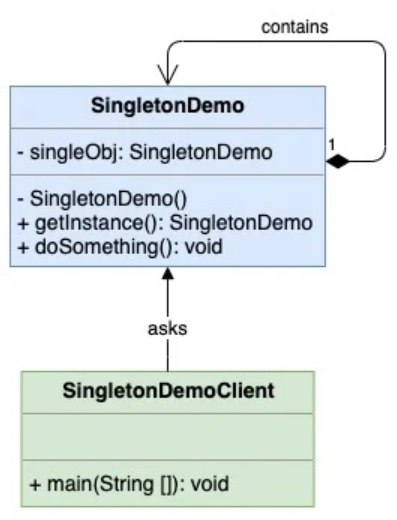 contains
SingletonDemo
1
- singleObj: SingletonDemo
- SingletonDemo()
+ getInstance(): SingletonDemo
+ doSomething(): void
asks
SingletonDemoClient
+ main(String []): void